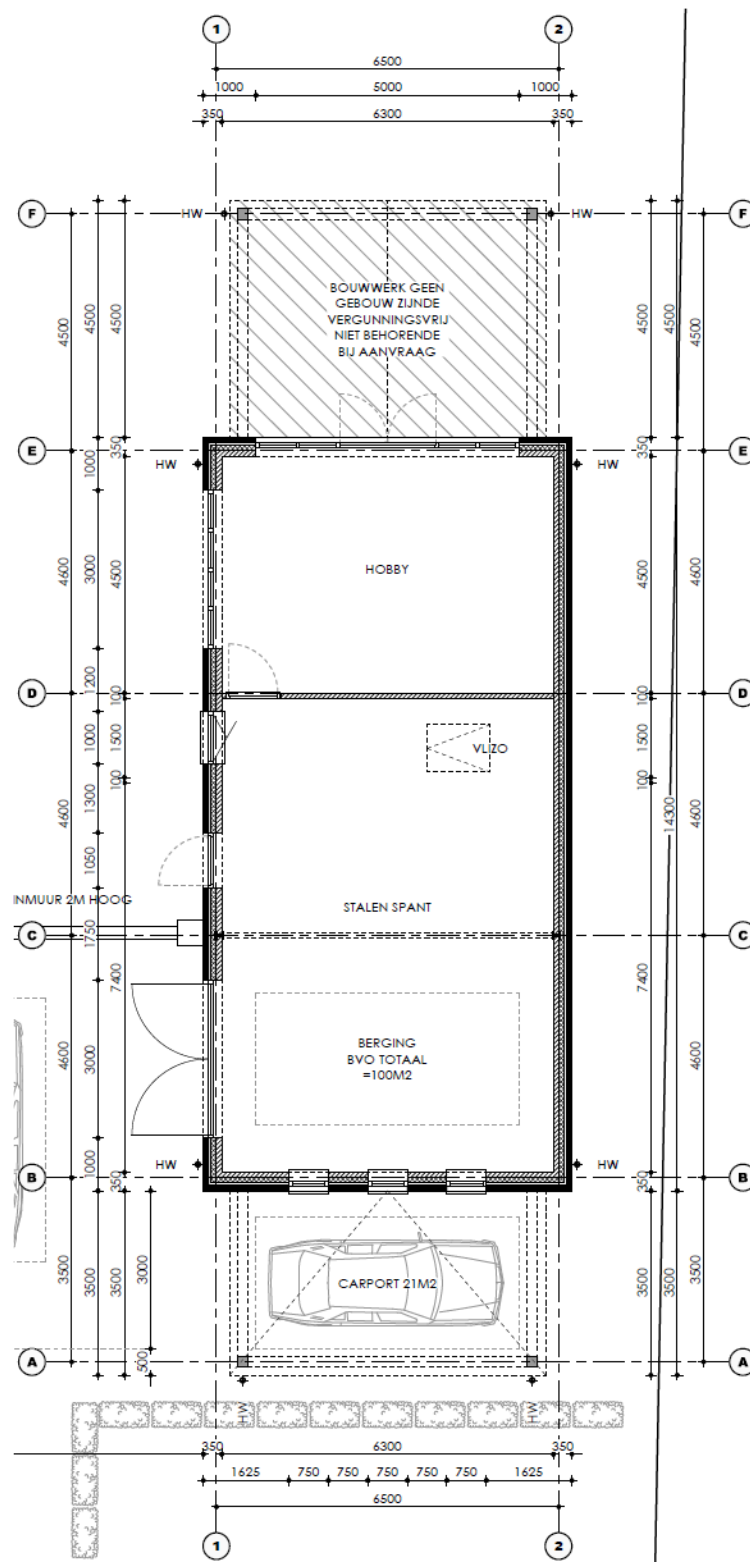 1
2
6500
1000
5000
1000
350
6300
350
F
HW
HW
F
4500
4500
4500
BOUWWERK GEEN
GEBOUW ZIJNDE
VERGUNNINGSVRIJ
NIET BEHORENDE
BIJ AANVRAAG
4500
4500
4500
E
350
HW
HW
350
E
1000
4600
3000
4500
HOBBY
4500
4600
1200
D
100
100
D
1000
1500
VLIZO
1500
100
100
4600
1300
14300
4600
1050
INMUUR 2M HOOG
STALEN SPANT
C
1750
C
7400
7400
4600
3000
BERGING
BVO TOTAAL
=100M2
4600
1000
HW
HW
B
350
350
B
3500
3500
3500
3000
CARPORT 21M2
3500
3500
3500
A
500
A
HW
HW
350
6300
350
1625
750
750
750
750
750
1625
6500
1
2